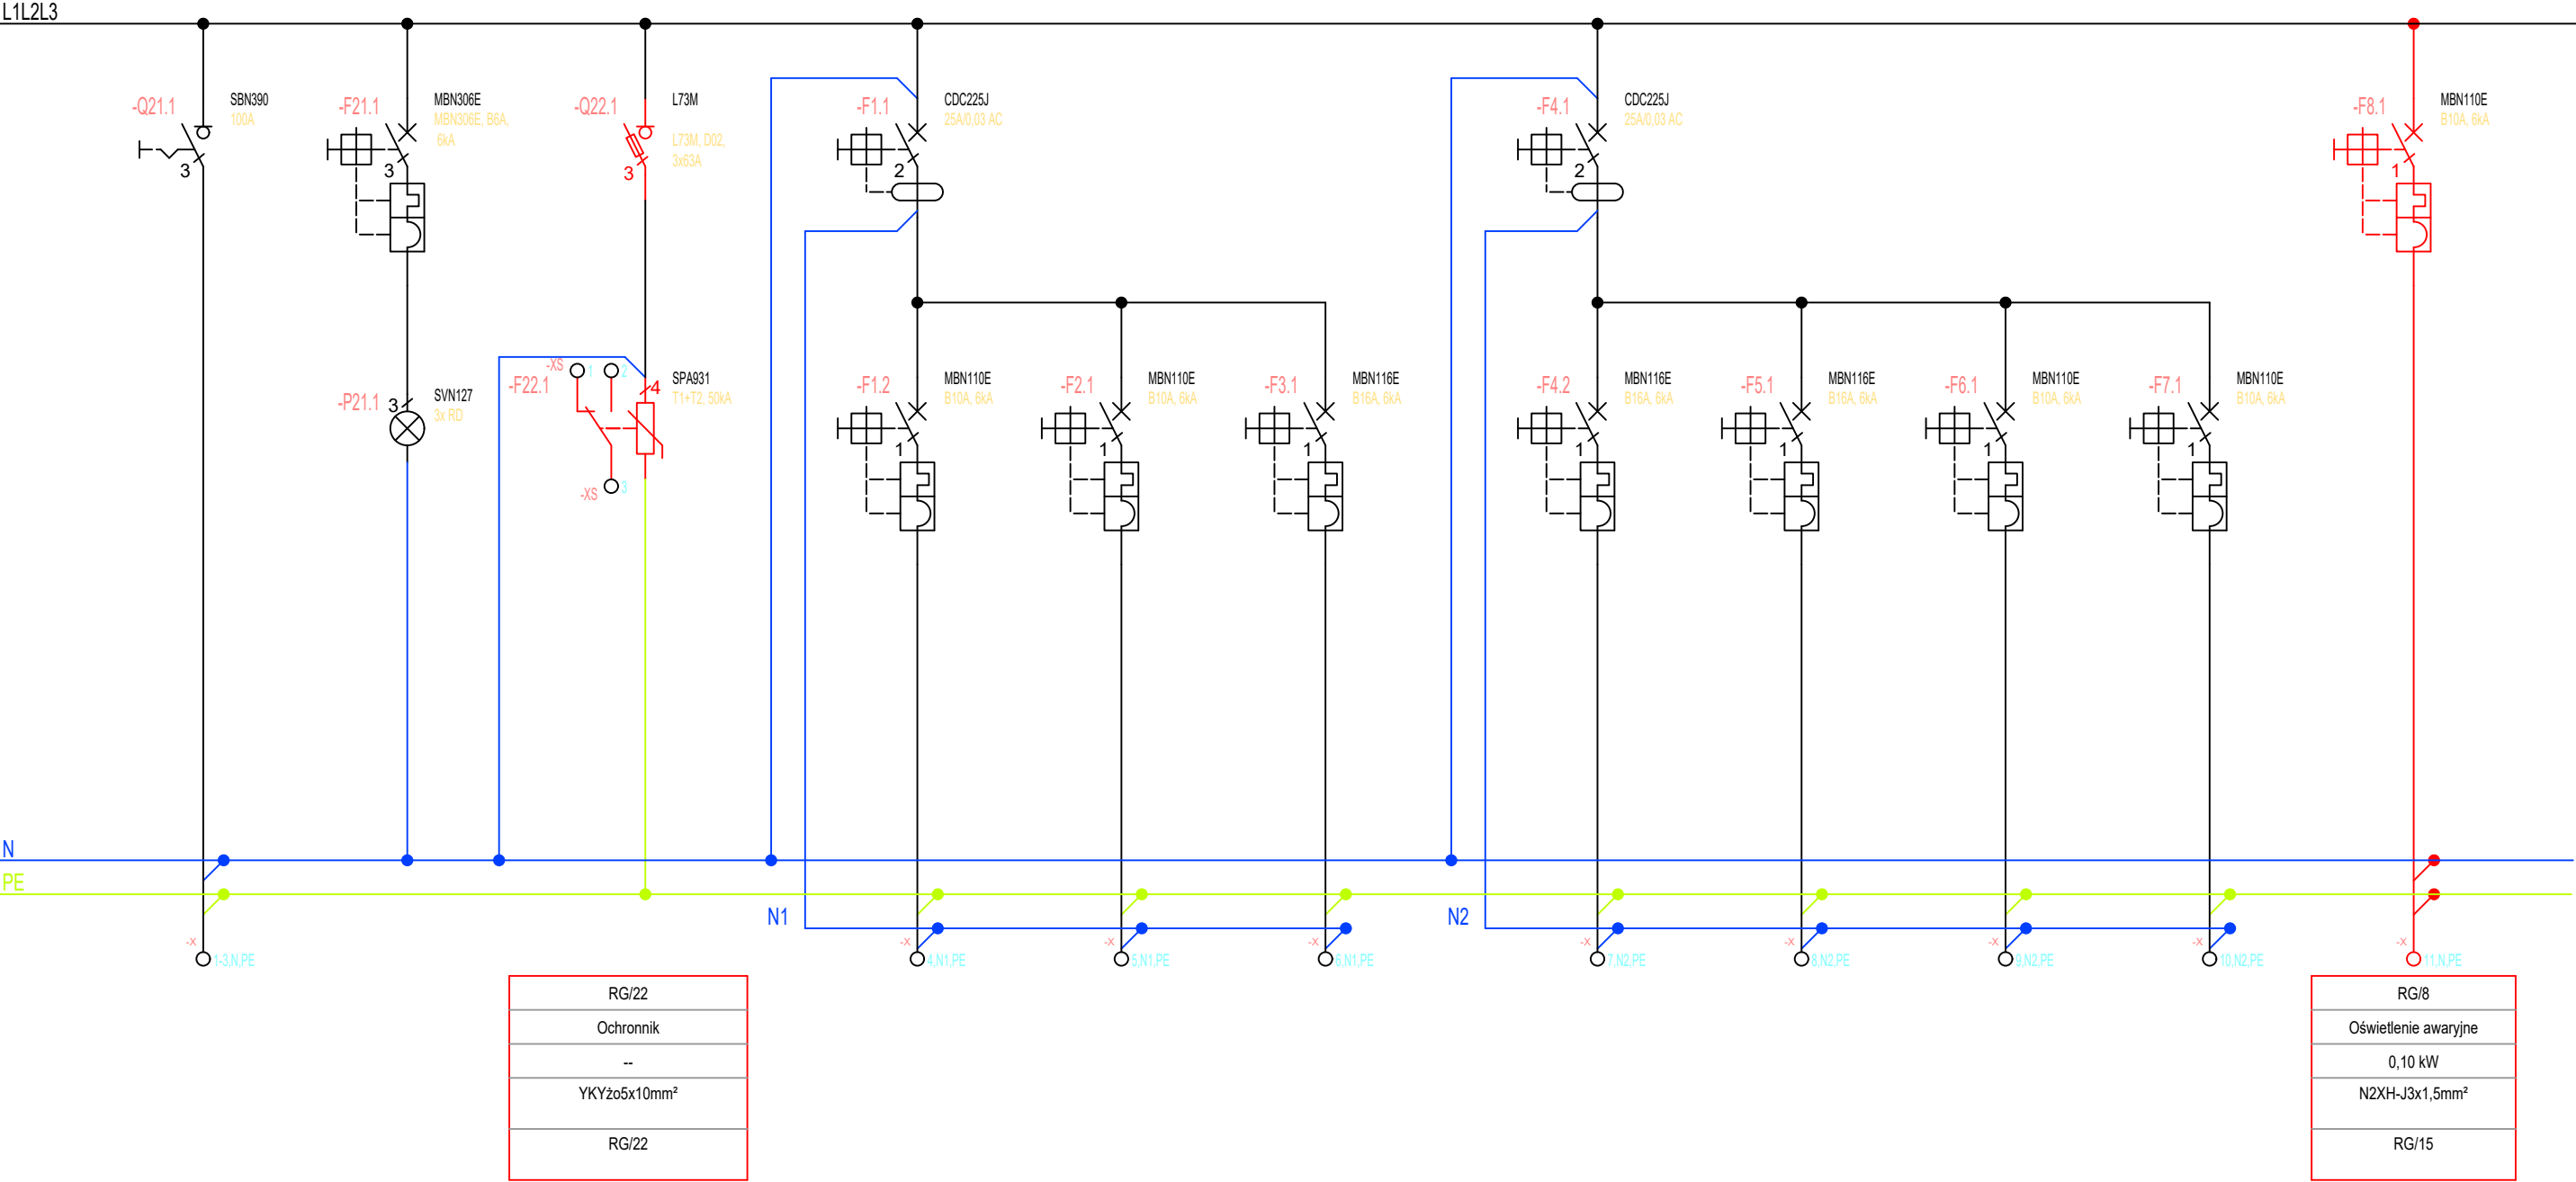 L1L2L3
-Q21.1
SBN390
100A
3
-F21.1
MBN306E
MBN306E, B6A,
6kA
3
-Q22.1
L73M
L73M, D02,
3x63A
3
-F1.1
CDC225J
25A/0,03 AC
2
-F4.1
CDC225J
25A/0,03 AC
2
-F8.1
MBN110E
B10A, 6kA
1
-P21.1
SVN127
3x RD
3
-F22.1
-XS
1
2
4
SPA931
T1+T2, 50kA
-XS
3
-F1.2
MBN110E
B10A, 6kA
1
-F2.1
MBN110E
B10A, 6kA
1
-F3.1
MBN116E
B16A, 6kA
1
-F4.2
MBN116E
B16A, 6kA
1
-F5.1
MBN116E
B16A, 6kA
1
-F6.1
MBN110E
B10A, 6kA
1
-F7.1
MBN110E
B10A, 6kA
1
N
PE
N1
N2
-X
1-3.N,PE
-X
4,N1,PE
-X
5,N1,PE
-X
6,N1,PE
-X
7,N2,PE
-X
8,N2,PE
-X
9,N2,PE
-X
10,N2,PE
-X
11,N,PE
RG/22
Ochronnik
--
YKYżo5x10mm²
RG/22
RG/8
Oświetlenie awaryjne
0,10 kW
N2XH-J3x1,5mm²
RG/15